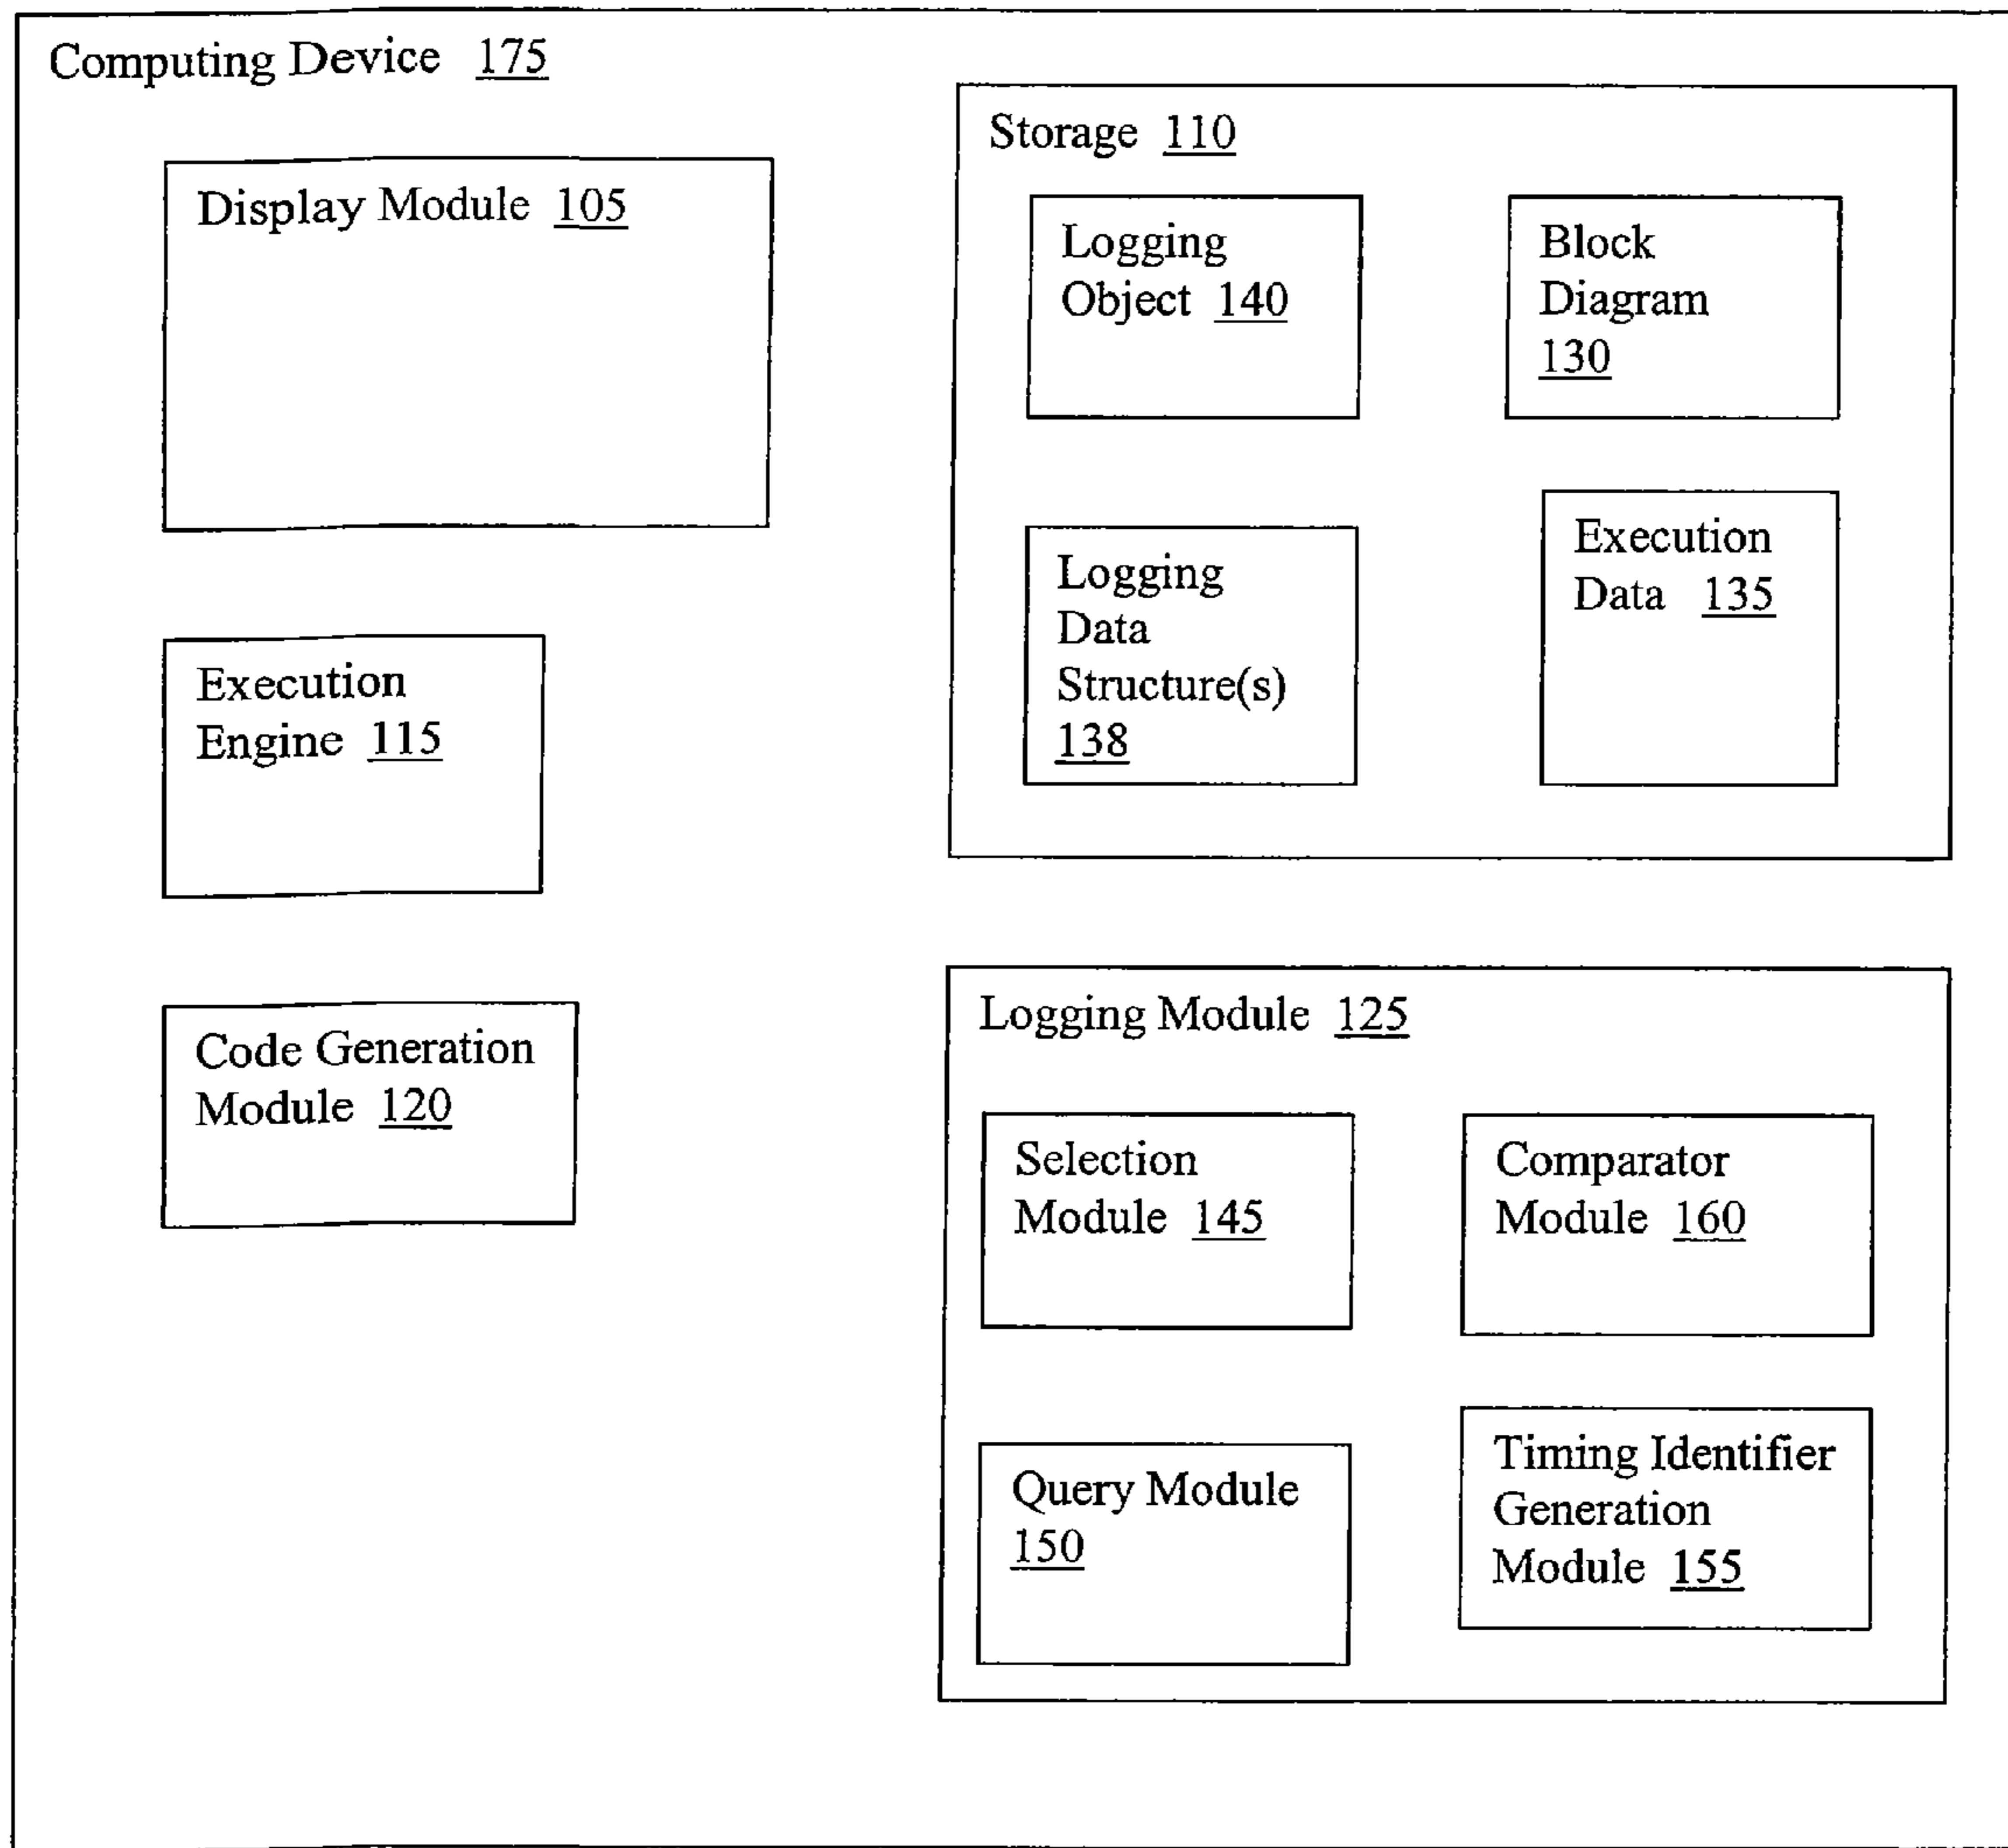 Computing Device 175
Display Module 105
Execution
Engine 115
Code Generation
Module 120
Storage 110
Logging
Object 140
Block
Diagram
130
Logging
Data
Structure(s)
138
Execution
Data 135
Logging Module 125
Selection
Module 145
Comparator
Module 160
Query Module
150
Timing Identifier
Generation
Module 155